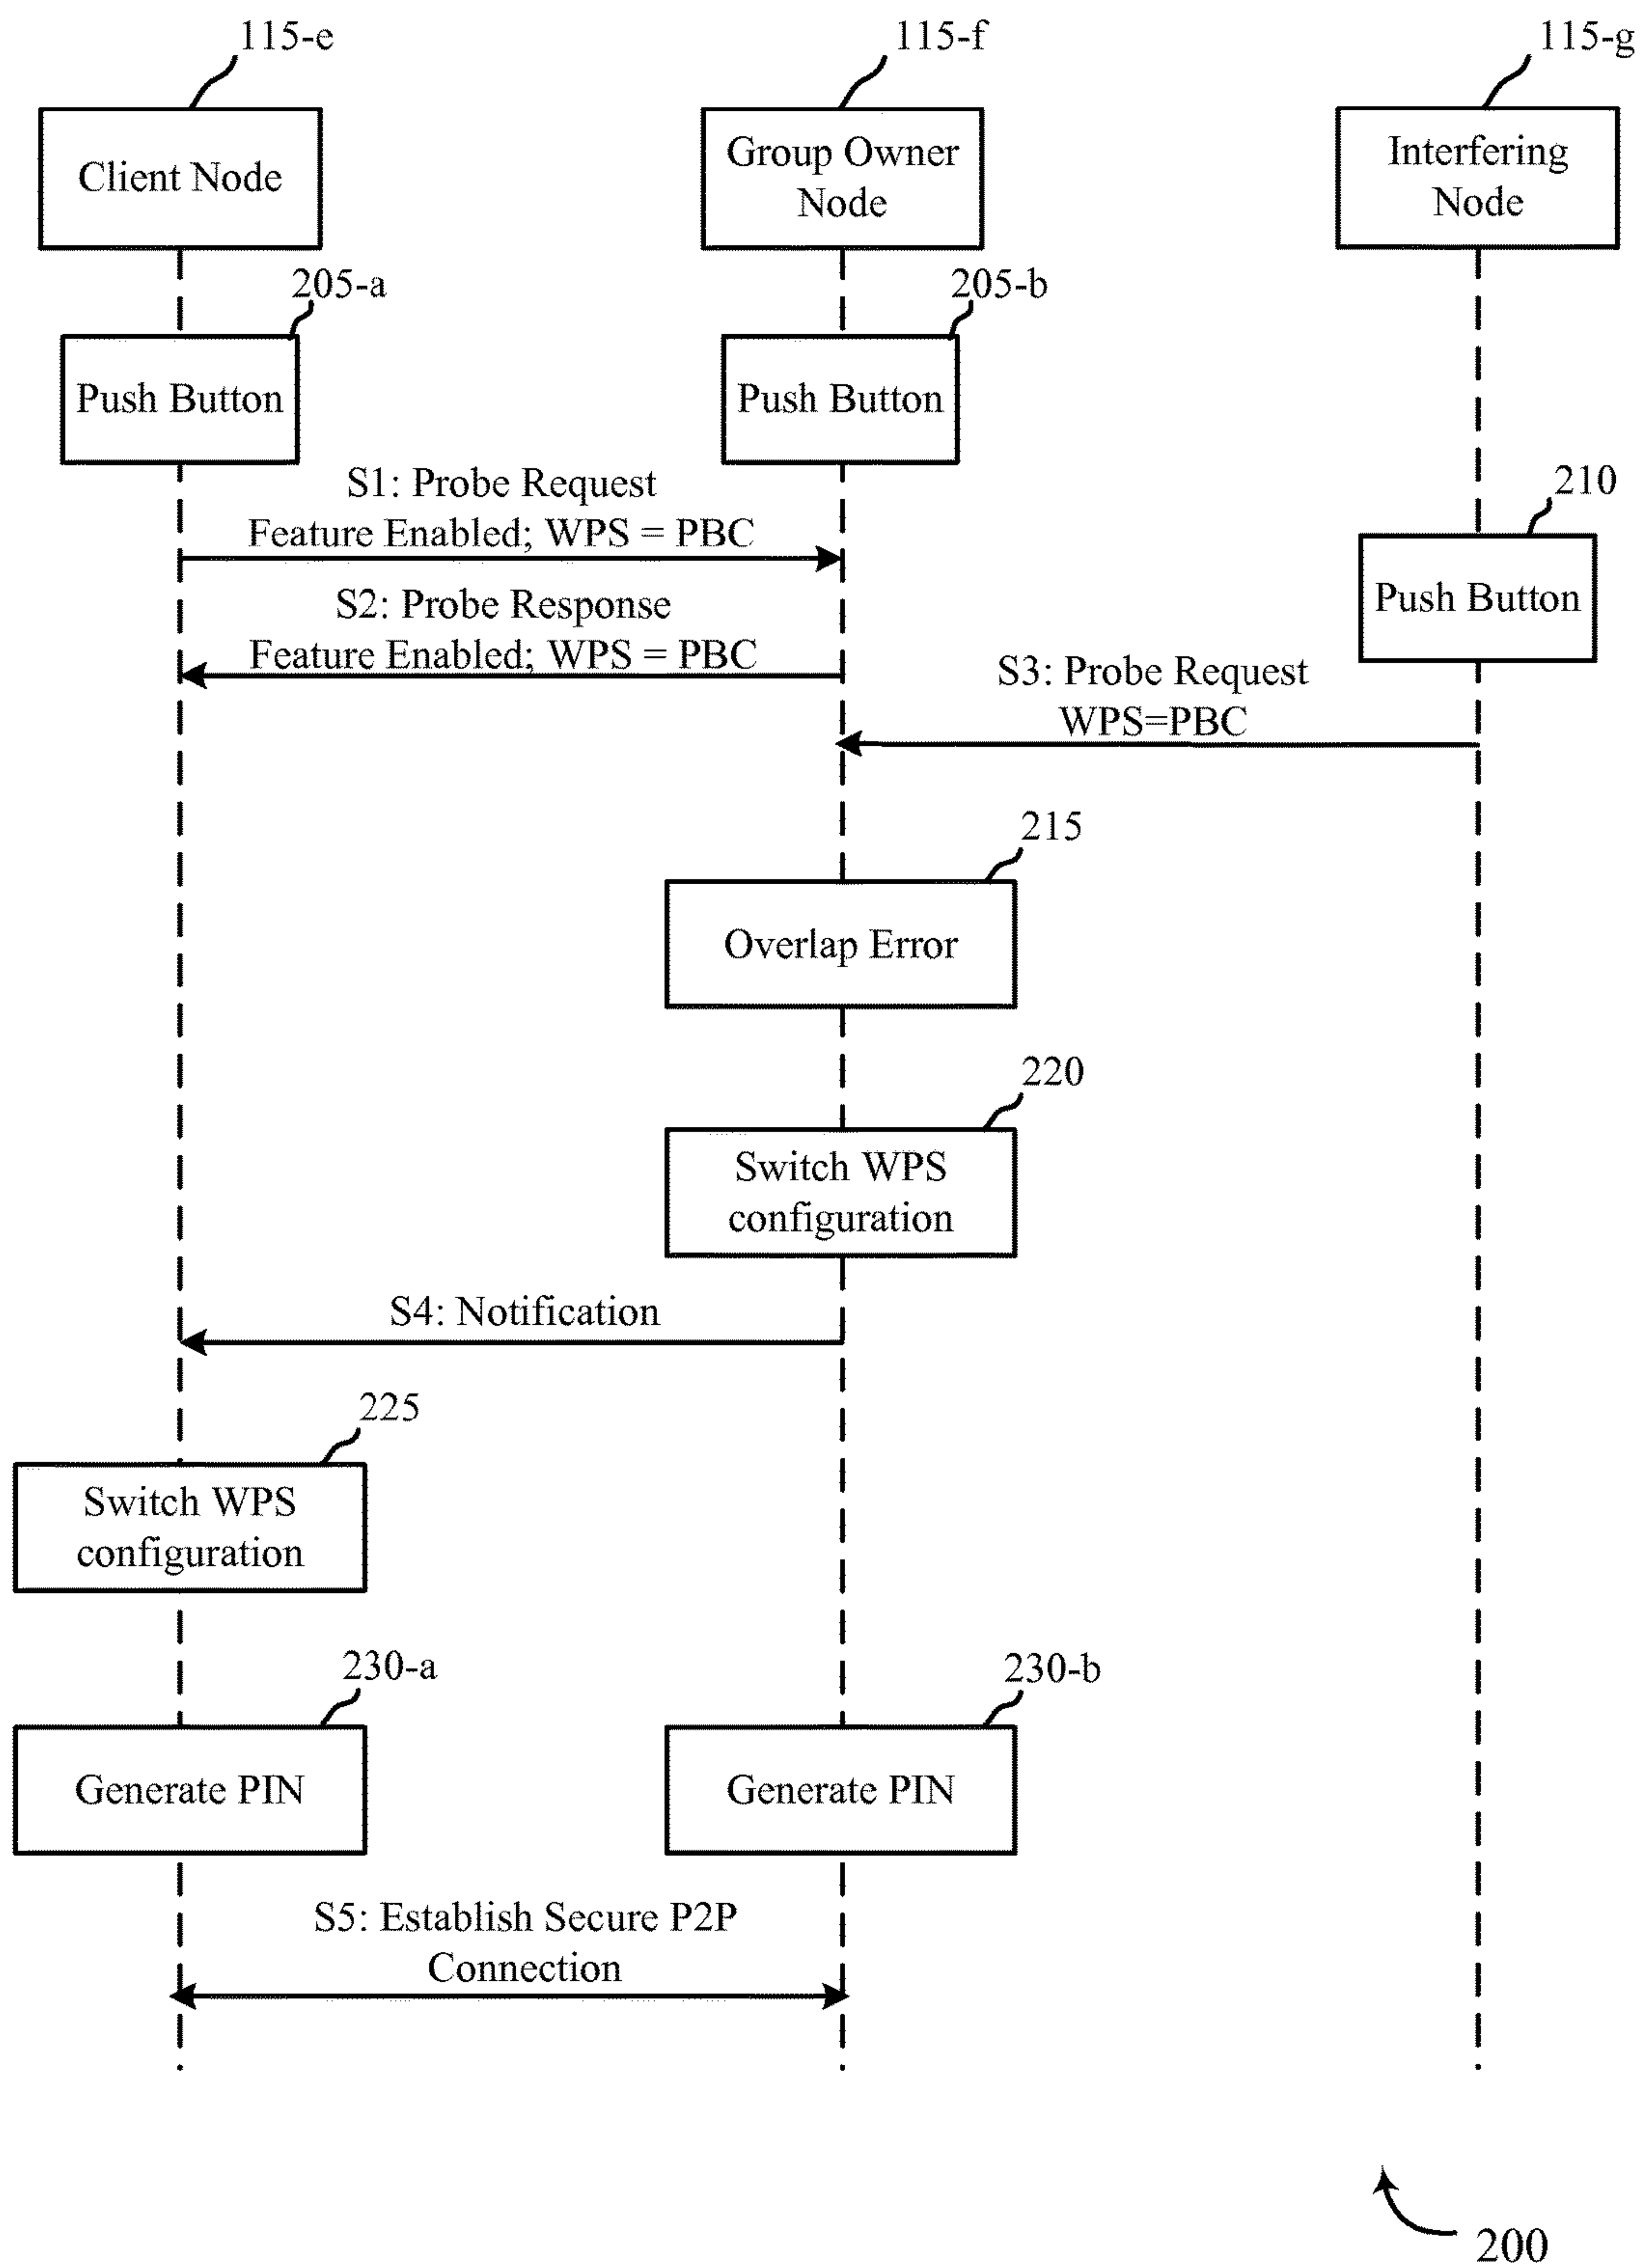 115-e
115-f
115-g
Client Node
Group Owner
Node
Interfering
Node
205-a
205-b
Push Button
Push Button
S1: Probe Request
Feature Enabled; WPS = PBC
210
Push Button
S2: Probe Response
Feature Enabled; WPS = PBC
S3: Probe Request
WPS=PBC
215
Overlap Error
220
Switch WPS
configuration
S4: Notification
225
Switch WPS
configuration
230-a
230-b
Generate PIN
Generate PIN
S5: Establish Secure P2P
Connection
200